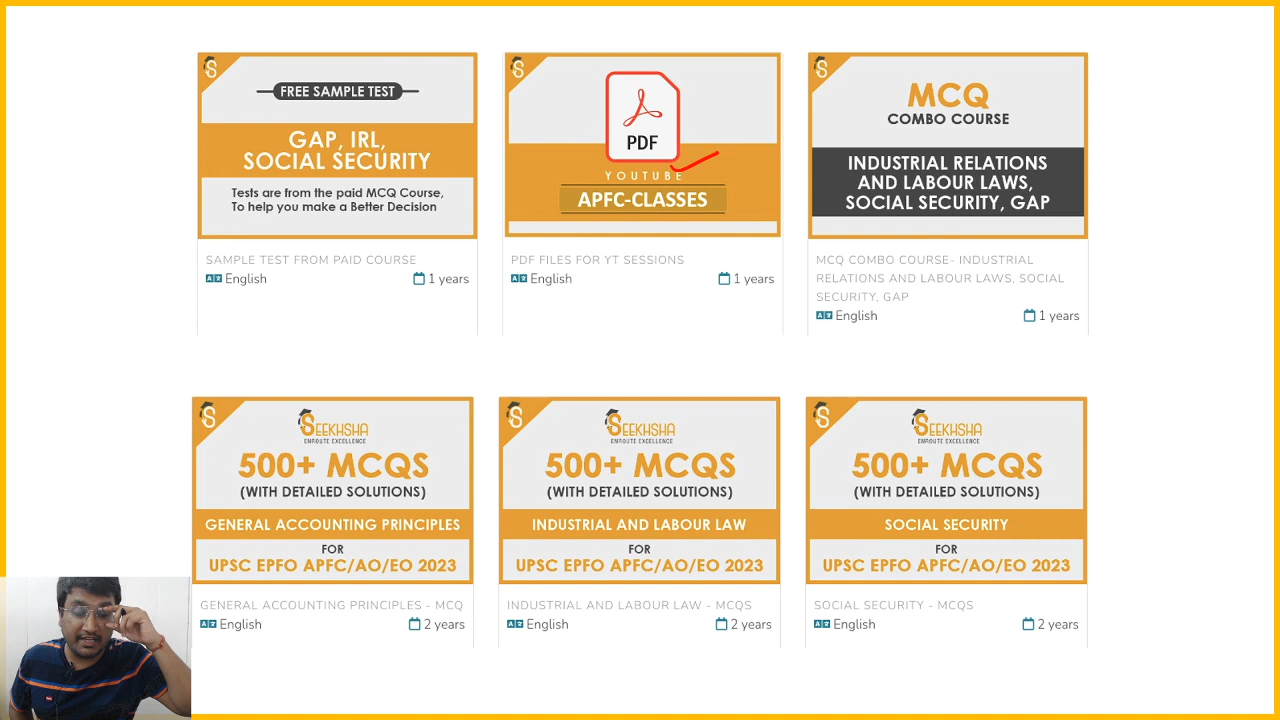 FREE SAMPLE TEST
GAP, IRL,
SOCIAL SECURITY
Tests are from the paid MCQ Course,
To help you make a Better Decision
SAMPLE TEST FROM PAID COURSE
English
1 years
PDF
YOUTUBE
APFC-CLASSES
PDF FILES FOR YT SESSIONS
English
1 years
MCQ
COMBO COURSE
INDUSTRIAL RELATIONS
AND LABOUR LAWS,
SOCIAL SECURITY, GAP
MCQ COMBO COURSE- INDUSTRIAL
RELATIONS AND LABOUR LAWS, SOCIAL
SECURITY, GAP
English
1 years
SEEKHSHA
ENROUTE EXCELLENCE
500+ MCQS
(WITH DETAILED SOLUTIONS)
GENERAL ACCOUNTING PRINCIPLES
FOR
UPSC EPFO APFC/AO/EO 2023
GENERAL ACCOUNTING PRINCIPLES - MCQ
English
2 years
SEEKHSHA
ENROUTE EXCELLENCE
500+ MCQS
(WITH DETAILED SOLUTIONS)
INDUSTRIAL AND LABOUR LAW
FOR
UPSC EPFO APFC/AO/EO 2023
INDUSTRIAL AND LABOUR LAW - MCQS
English
2 years
SEEKHSHA
ENROUTE EXCELLENCE
500+ MCQS
(WITH DETAILED SOLUTIONS)
SOCIAL SECURITY
FOR
UPSC EPFO APFC/AO/EO 2023
SOCIAL SECURITY - MCQS
English
2 years